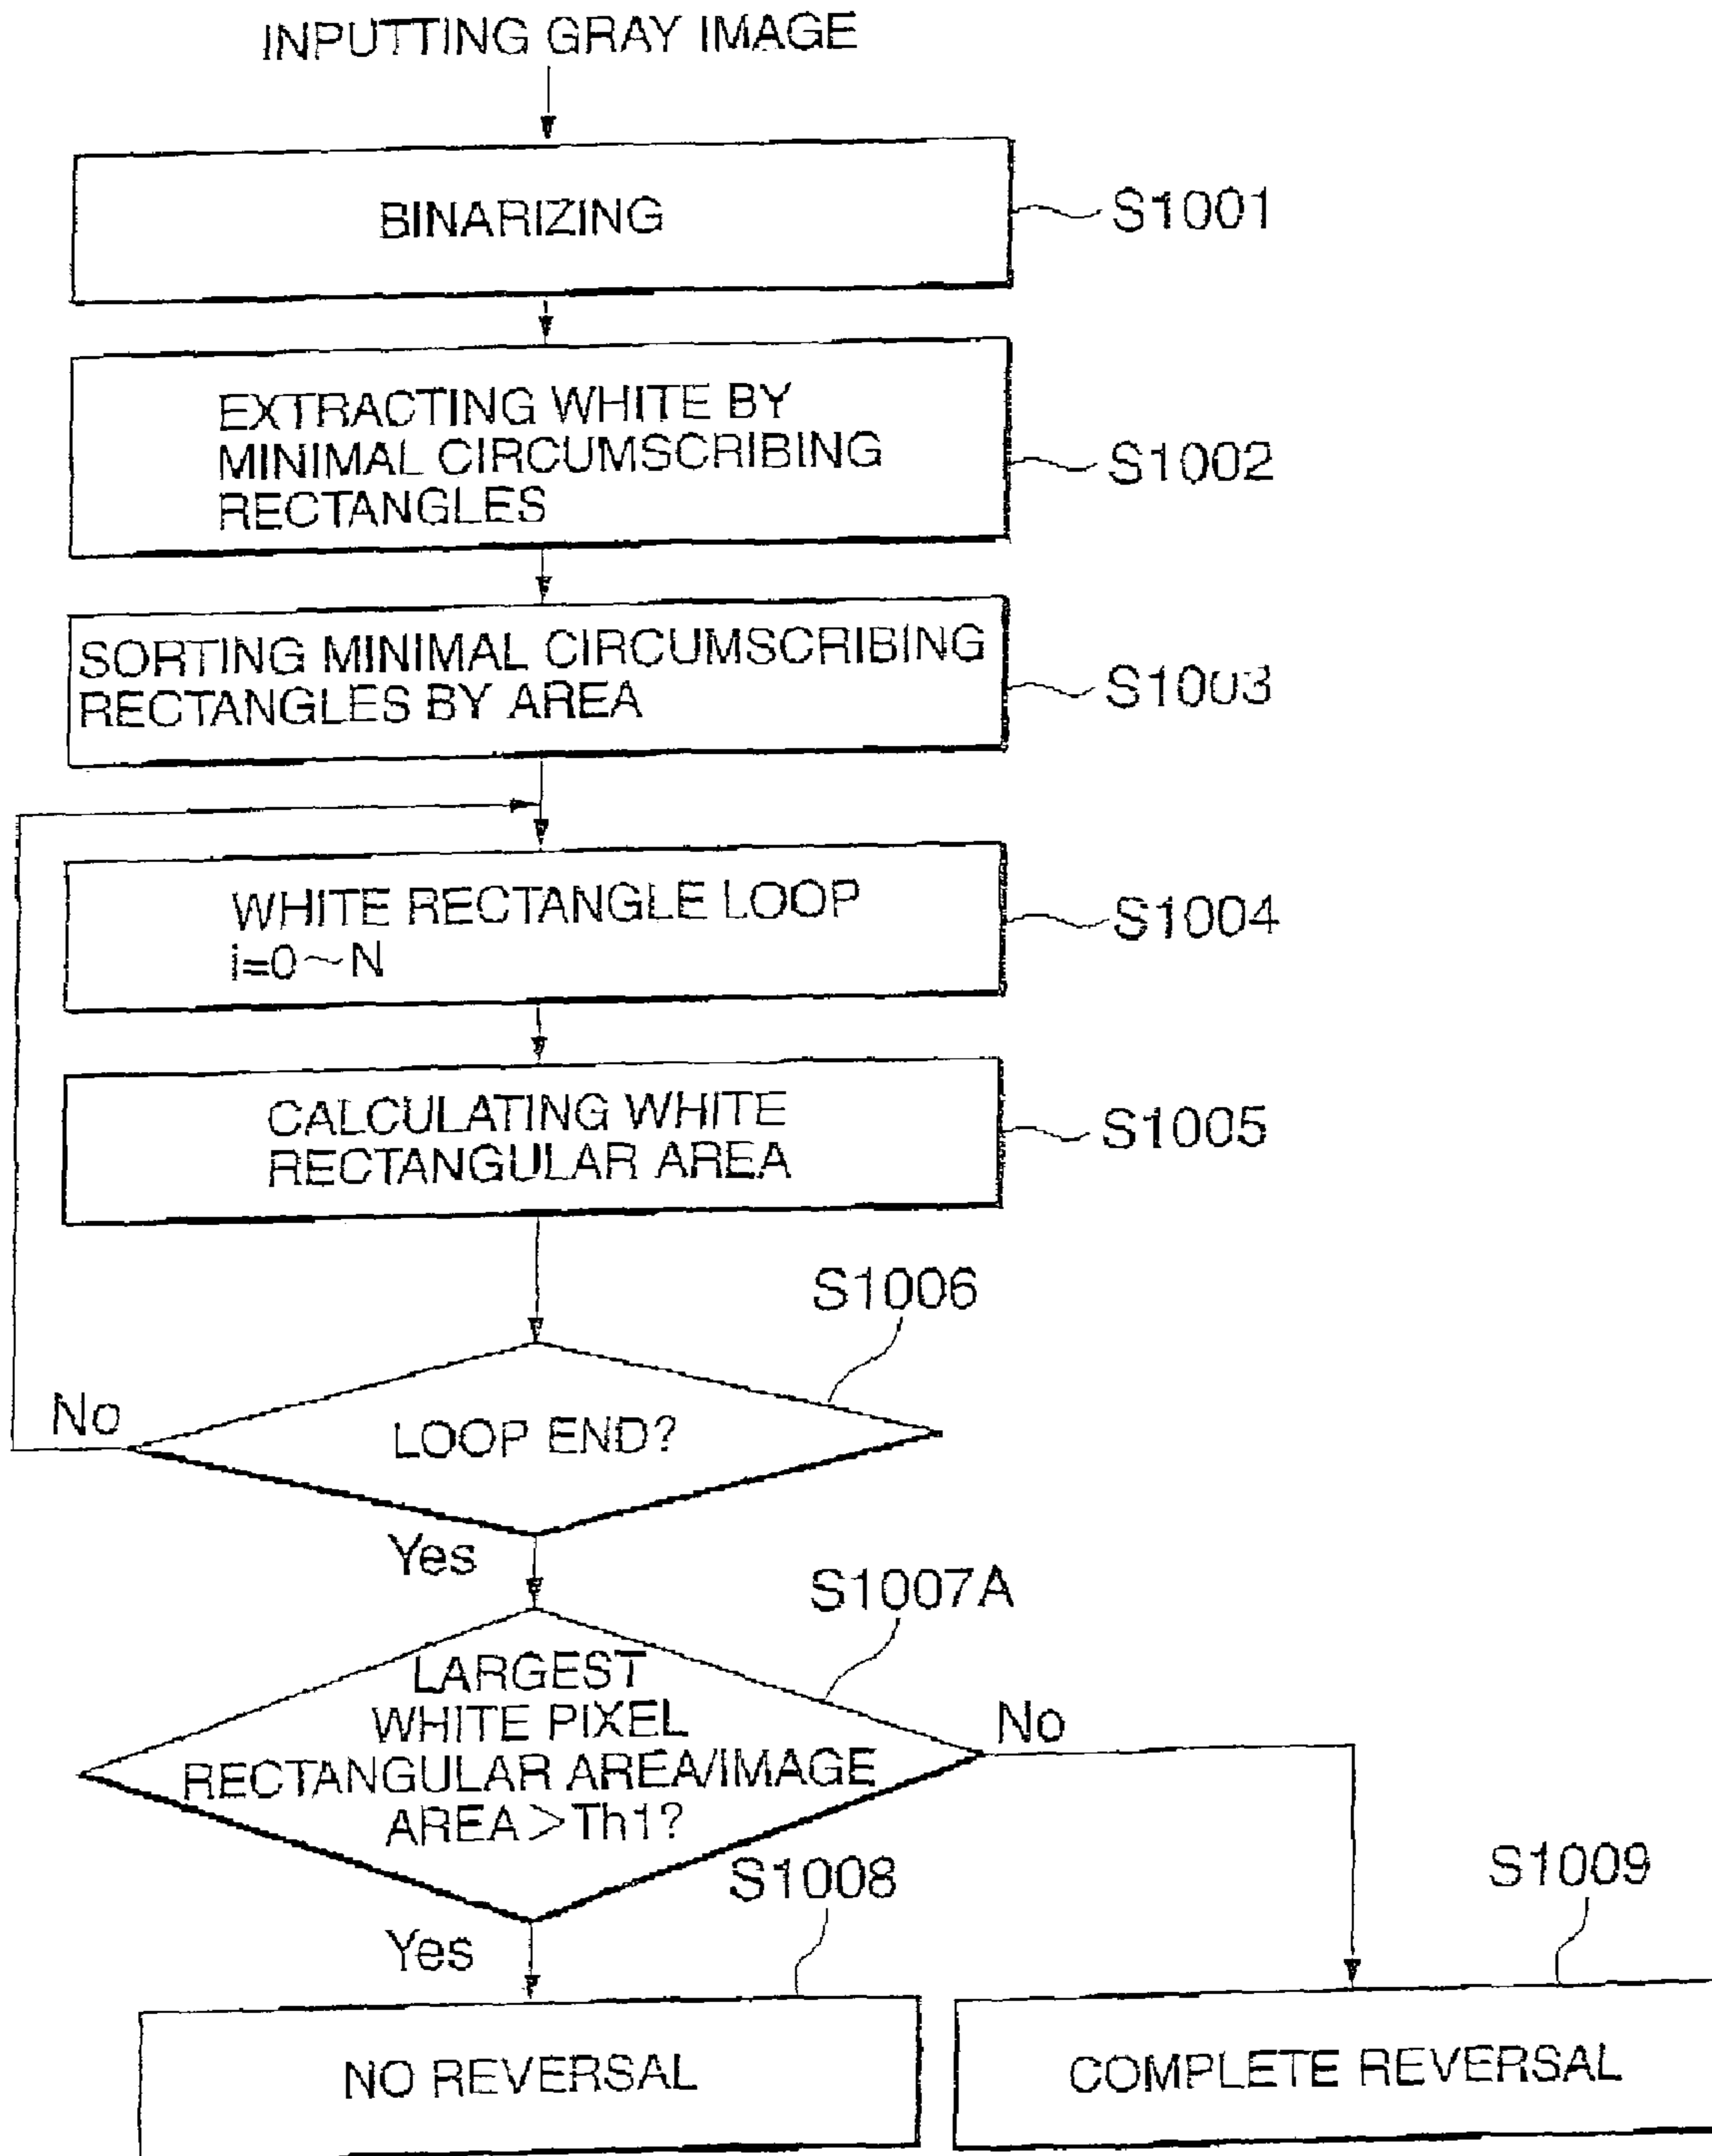 INPUTTING GRAY IMAGE
BINARIZING
S1001
EXTRACTING WHITE BY
MINIMAL CIRCUMSCRIBING
RECTANGLES
S1002
SORTING MINIMAL CIRCUMSCRIBING
RECTANGLES BY AREA
S1003
WHITE RECTANGLE LOOP
i=0~N
S1004
CALCULATING WHITE
RECTANGULAR AREA
S1005
S1006
No
LOOP END?
Yes
S1007A
LARGEST
WHITE PIXEL
RECTANGULAR AREA/IMAGE
AREA>Th1?
No
S1008
S1009
Yes
NO REVERSAL
COMPLETE REVERSAL